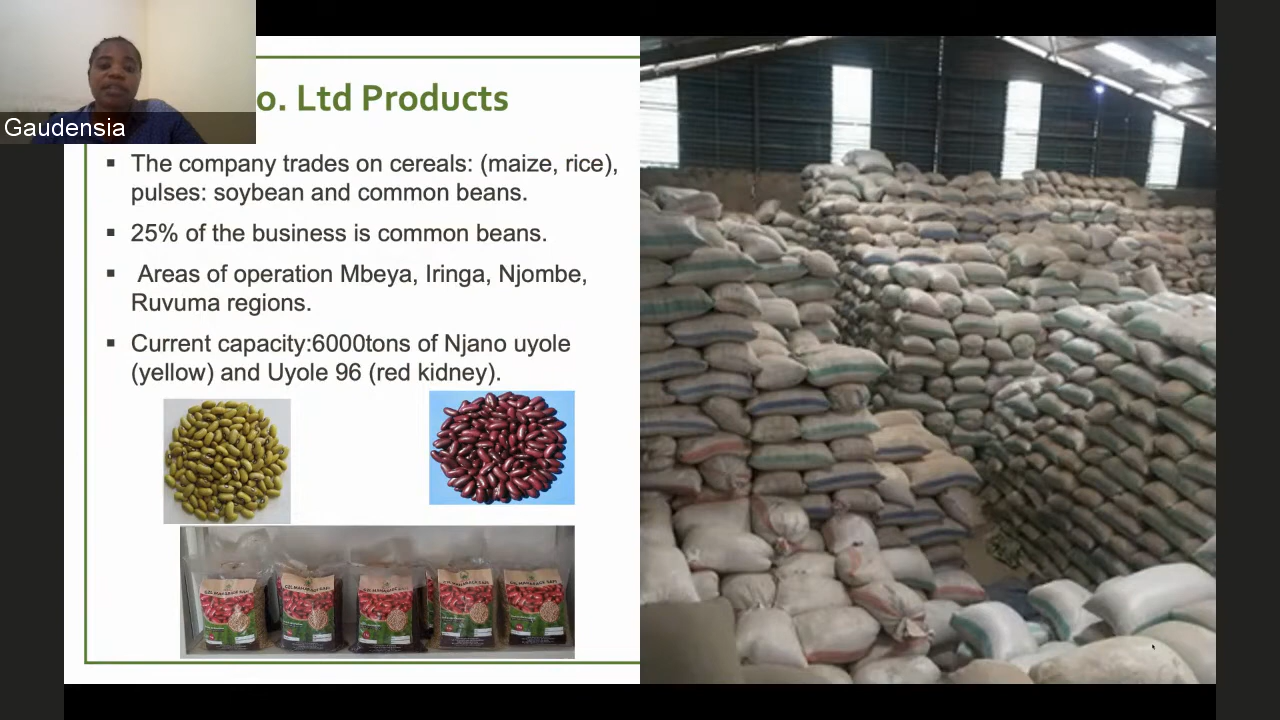 Gaudensia
o. Ltd Products
▪ The company trades on cereals: (maize, rice),
pulses: soybean and common beans.
▪ 25% of the business is common beans.
▪ Areas of operation Mbeya, Iringa, Njombe,
Ruvuma regions.
▪ Current capacity:6000tons of Njano uyole
(yellow) and Uyole 96 (red kidney).